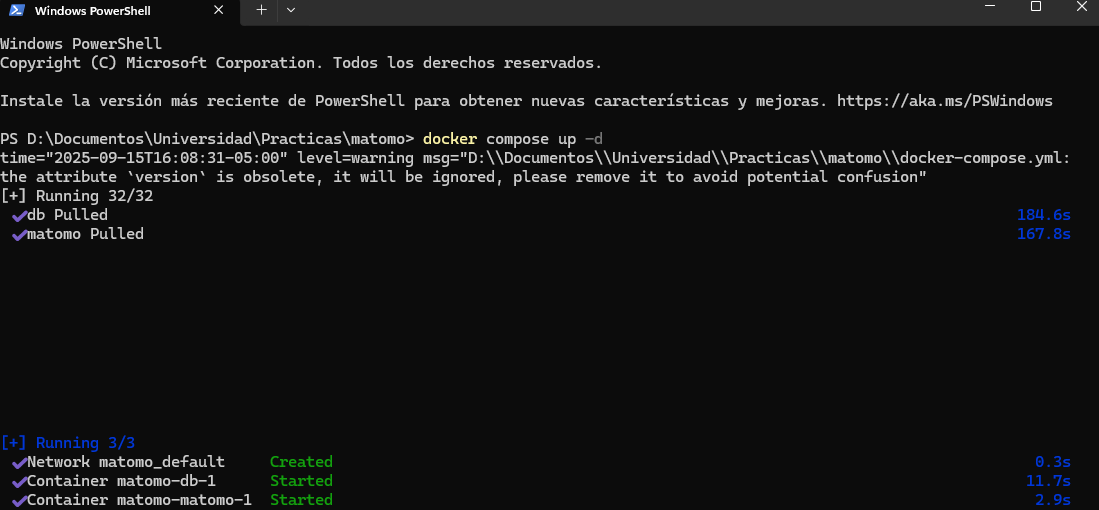 Windows PowerShell
Windows PowerShell
Copyright (C) Microsoft Corporation. Todos los derechos reservados.
Instale la versión más reciente de PowerShell para obtener nuevas características y mejoras. https://aka.ms/PSWindows
PS D:\Documentos\Universidad\Practicas\matomo> docker compose up -d
time="2025-09-15T16:08:31-05:00" level=warning msg="D:\\Documentos\\Universidad\\Practicas\\matomo\\docker-compose.yml:
the attribute `version` is obsolete, it will be ignored, please remove it to avoid potential confusion"
[+] Running 32/32
✔db Pulled 184.6s
✔matomo Pulled 167.8s
[+] Running 3/3
✔Network matomo_default Created 0.3s
✔Container matomo-db-1 Started 11.7s
✔Container matomo-matomo-1 Started 2.9s